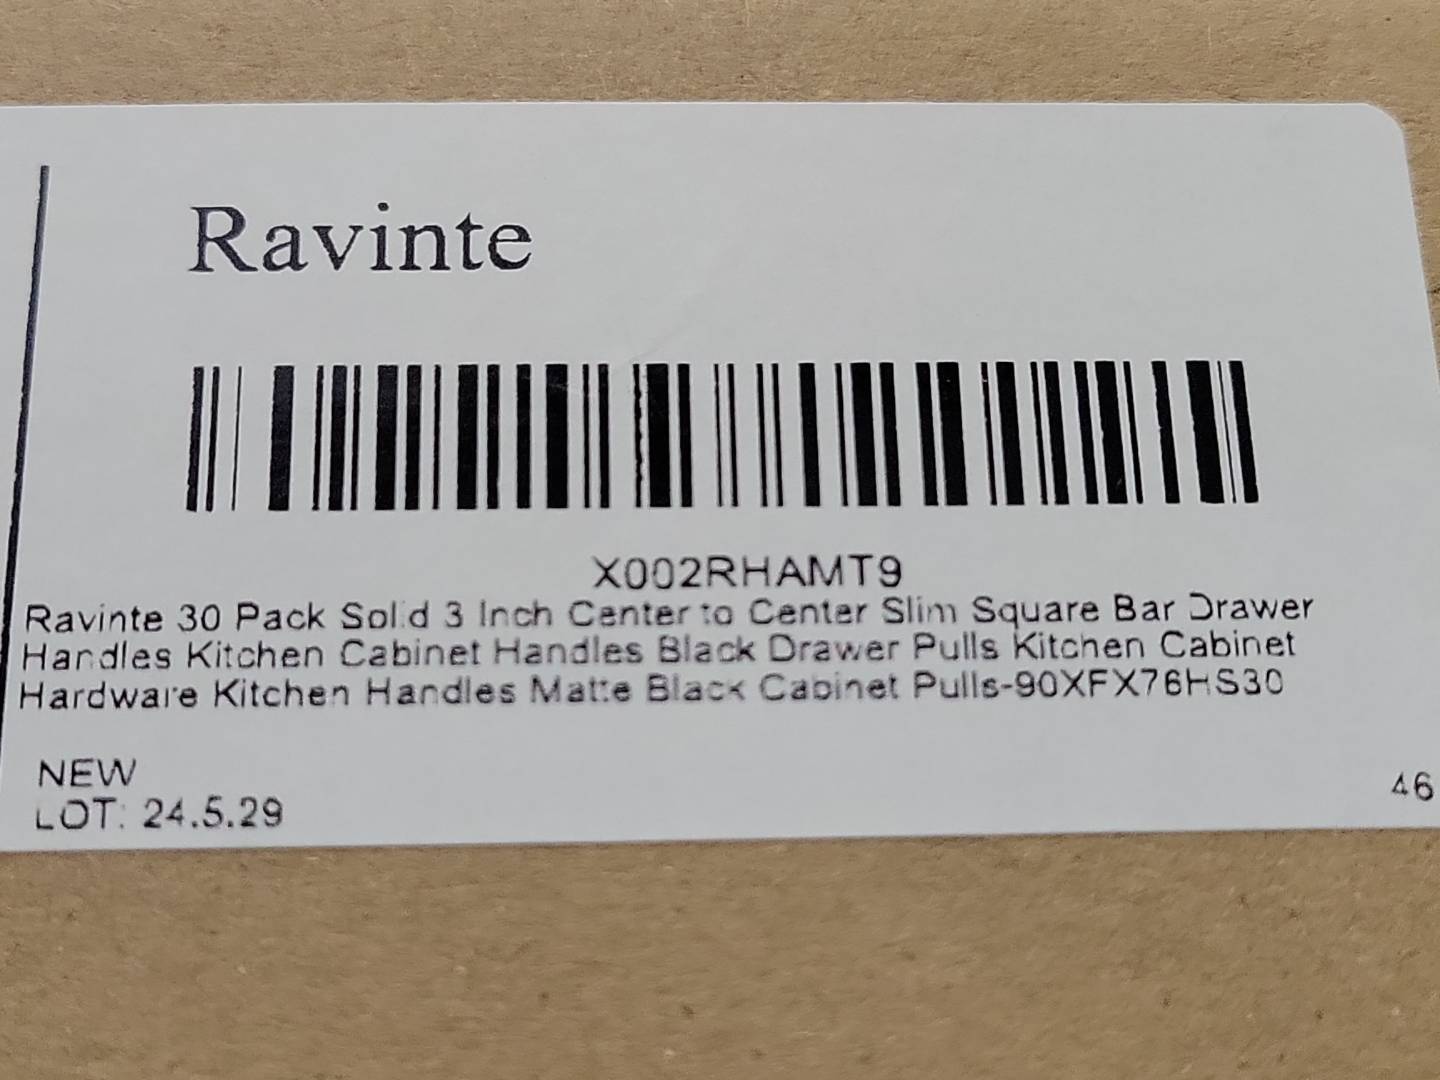 Ravinte
X002RHAMT9
Ravinte 30 Pack Solid 3 Inch Center to Center Slim Square Bar Drawer
Handles Kitchen Cabinet Handles Black Drawer Pulls Kitchen Cabinet
Hardware Kitchen Handles Matte Black Cabinet Pulls-90XFX76HS30
NEW
LOT: 24.5.29
46